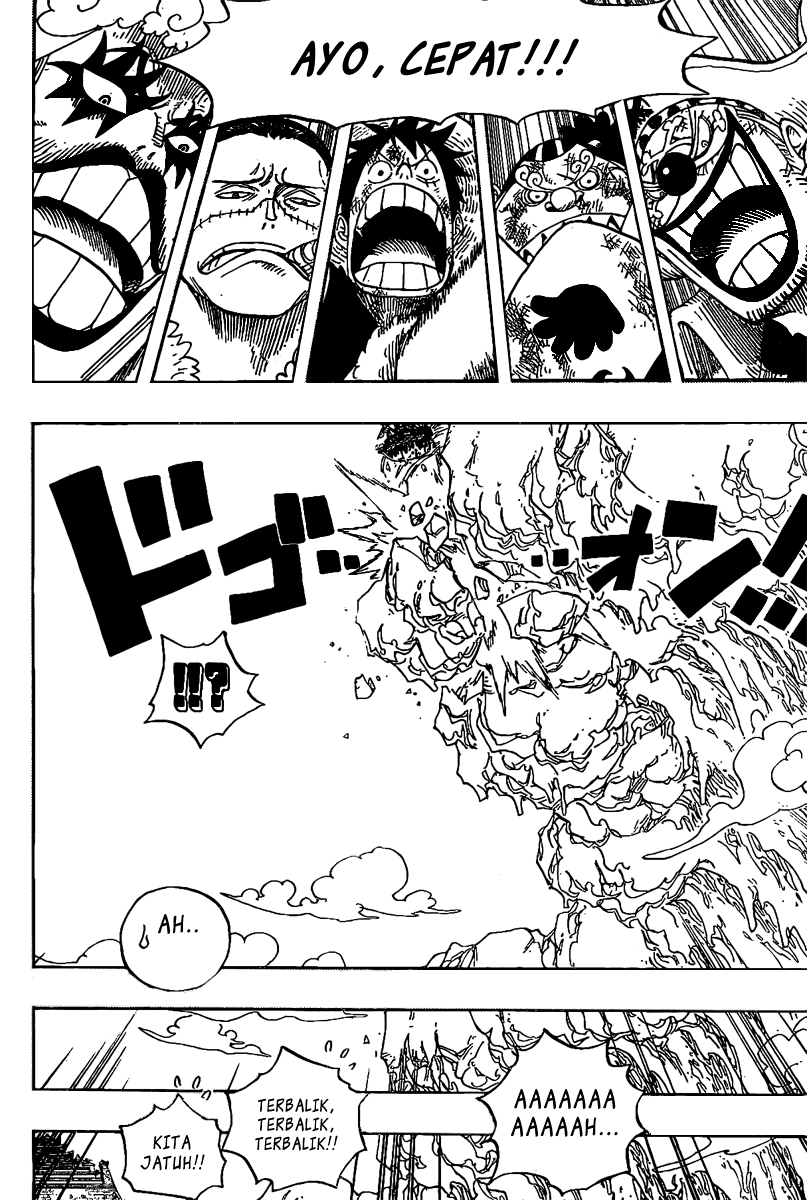 AYO, CEPAT!!!
ドゴ・・オン!!
!!?
AH..
AAAAAAA
AAAAAH...
TERBALIK,
TERBALIK,
TERBALIK!!
KITA
JATUH!!